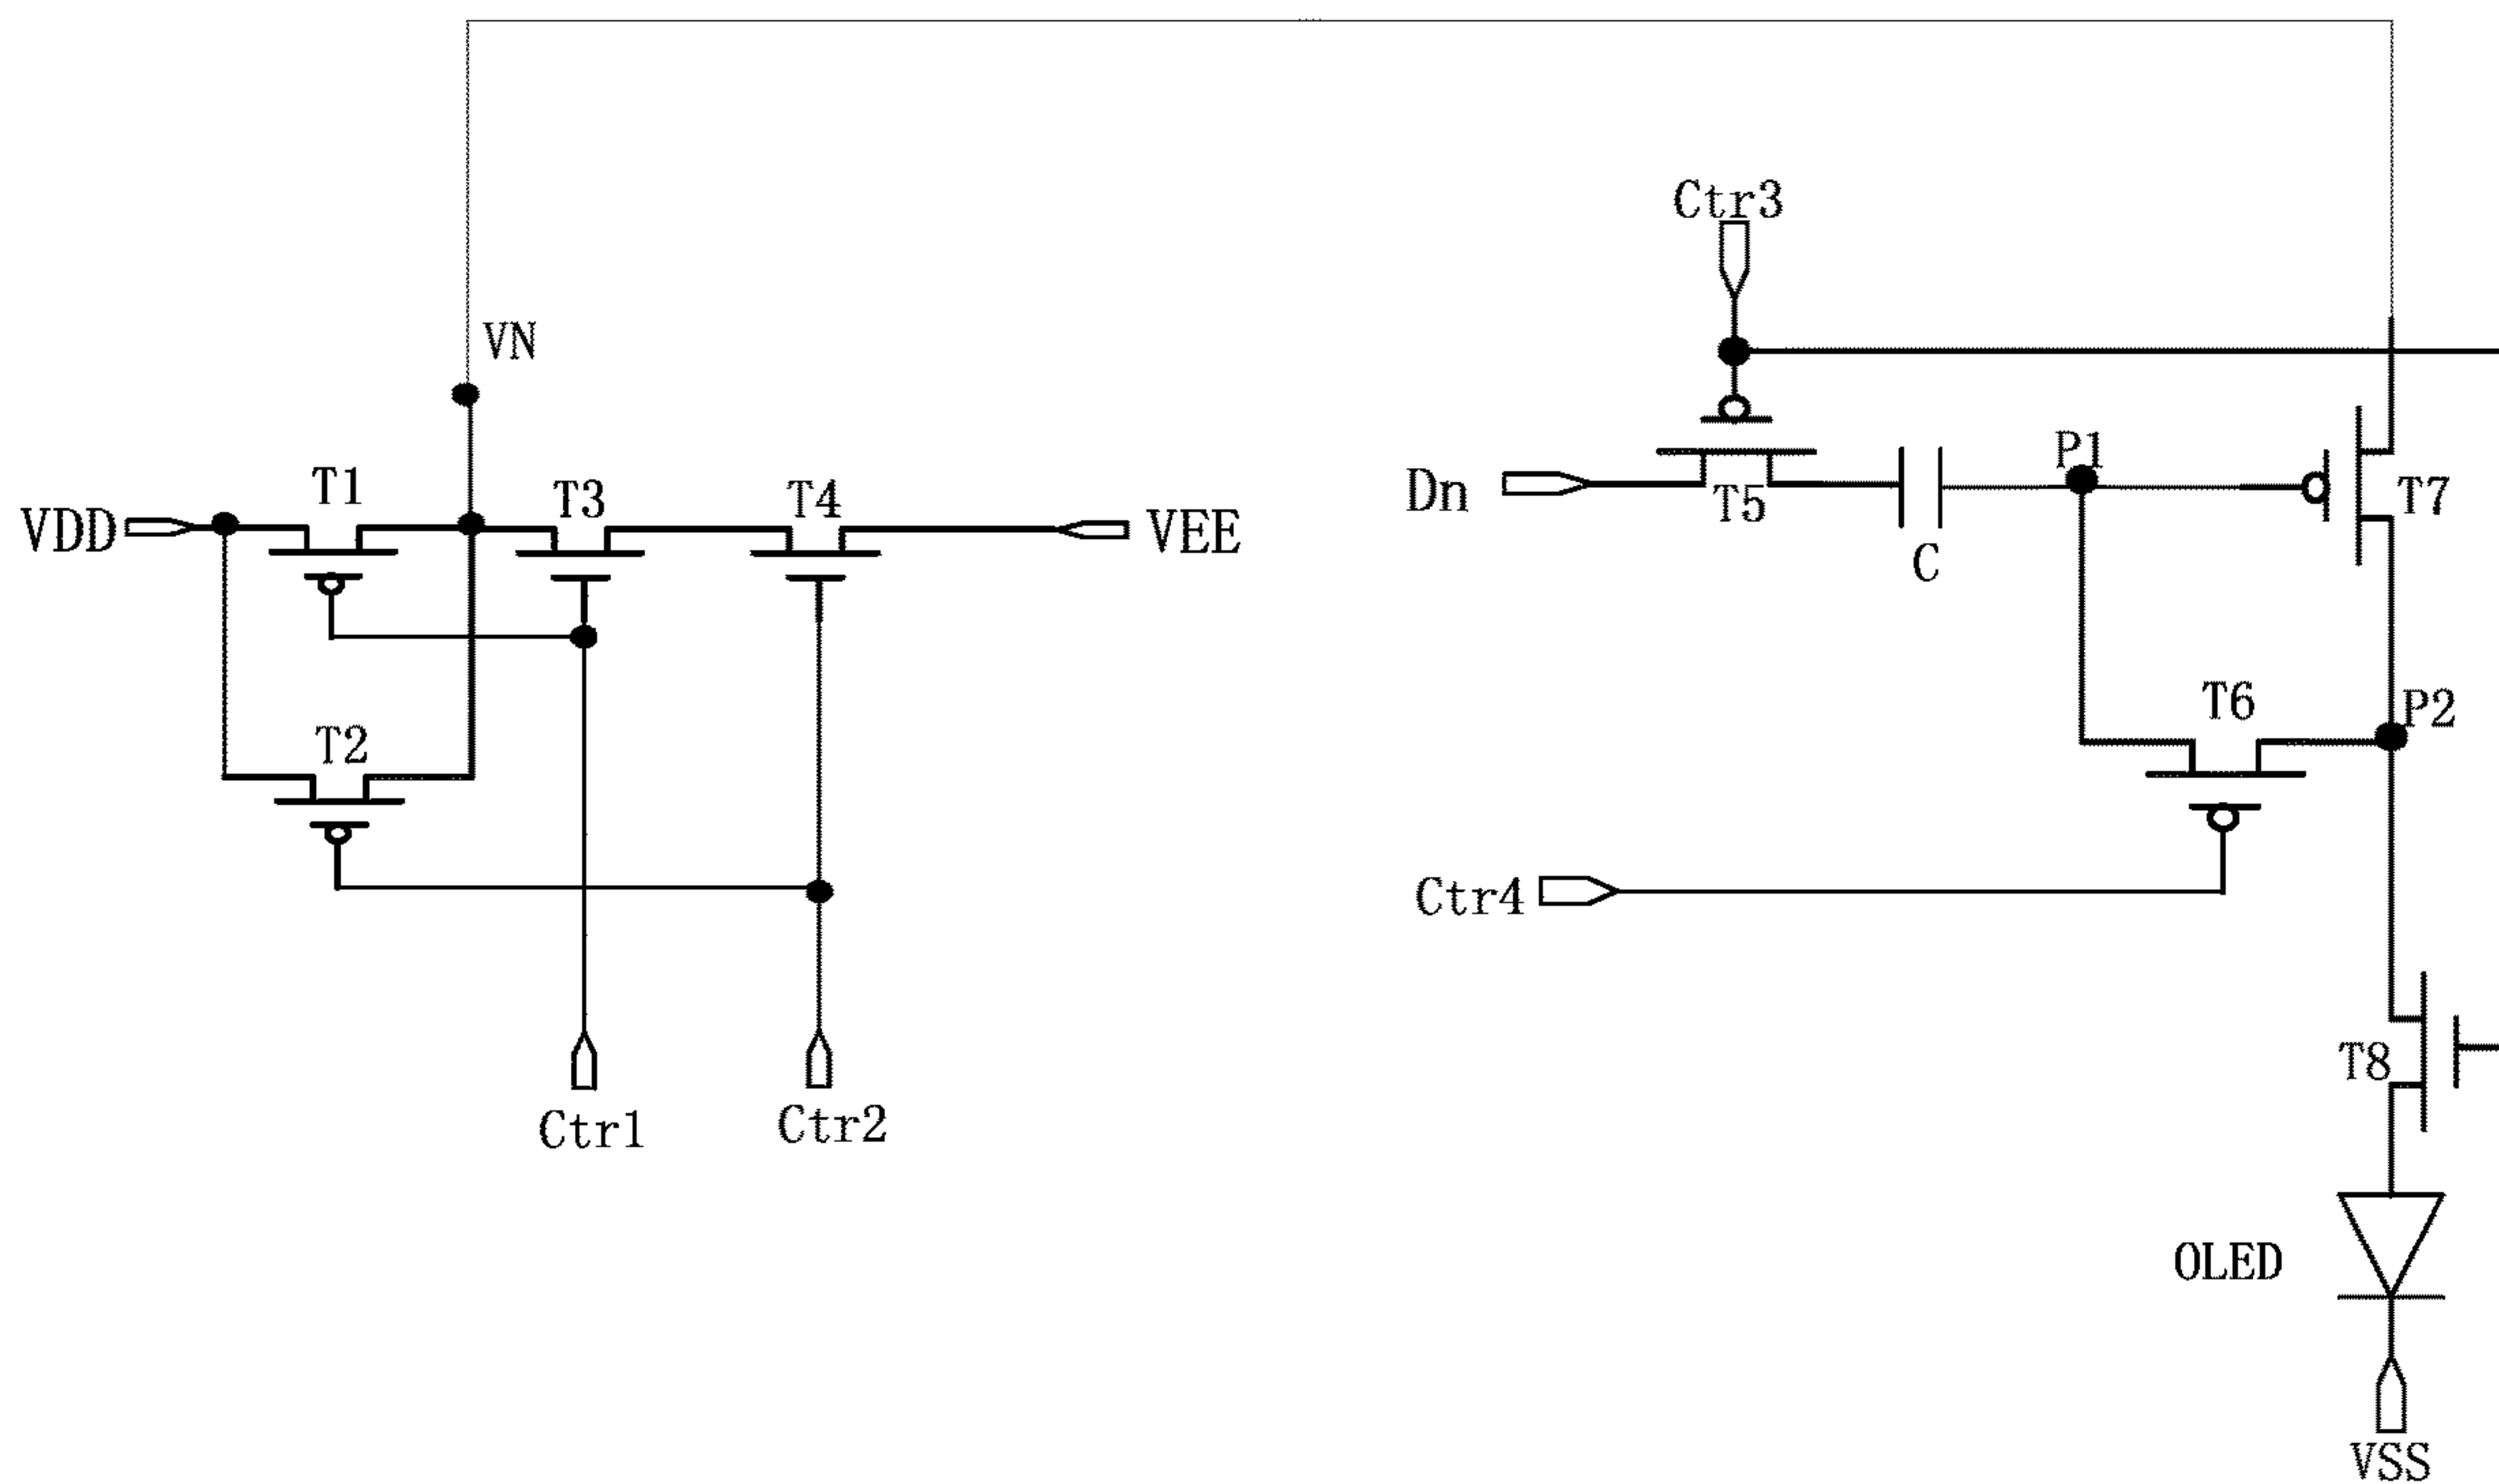 Ctr3
VN
P1
T1
T3
T4
Dn
T5
T7
VDD
VEE
C
T6
P2
T2
Ctr4
T8
Ctr1
Ctr2
OLED
VSS